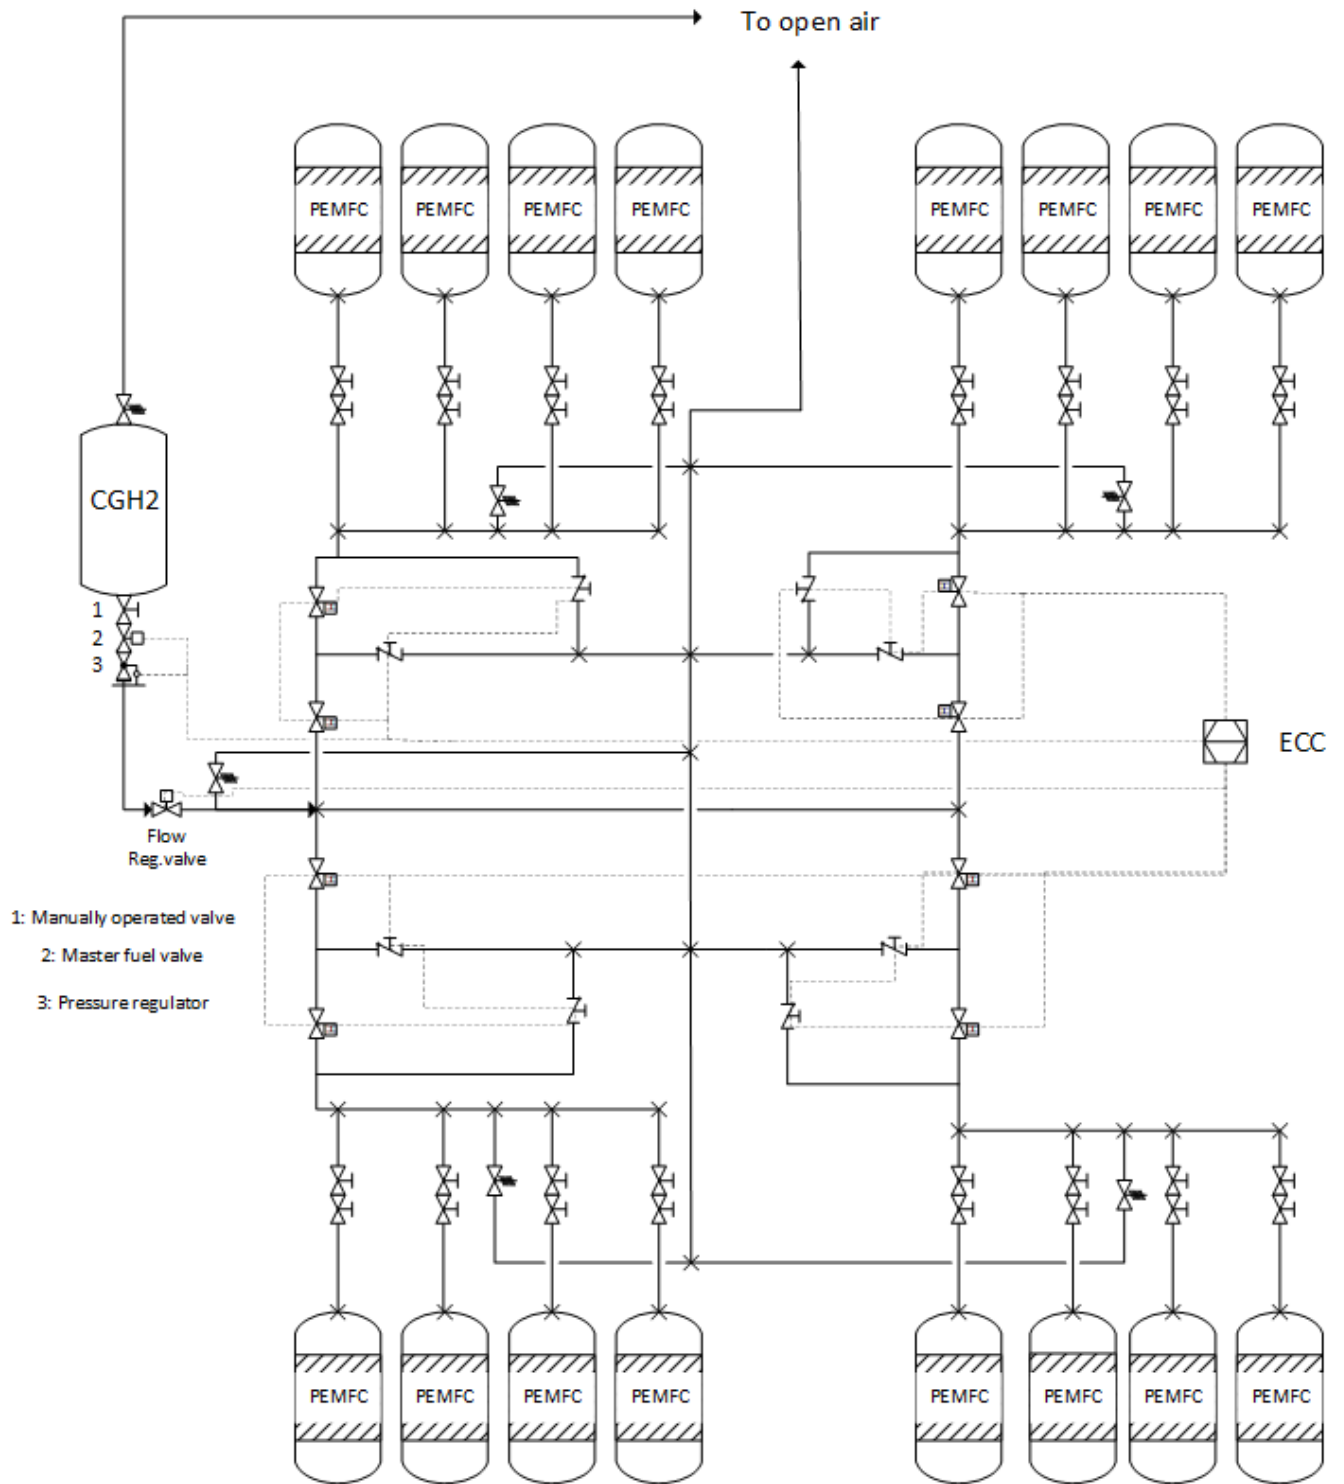 To open air
PEMFC PEMFC PEMFC PEMFC PEMFC PEMFC PEMFC PEMFC
CGH2
1
2
3
ECC
Flow
Reg.valve
1: Manually operated valve
2: Master fuel valve
3: Pressure regulator
PEMFC PEMFC PEMFC PEMFC PEMFC PEMFC PEMFC PEMFC